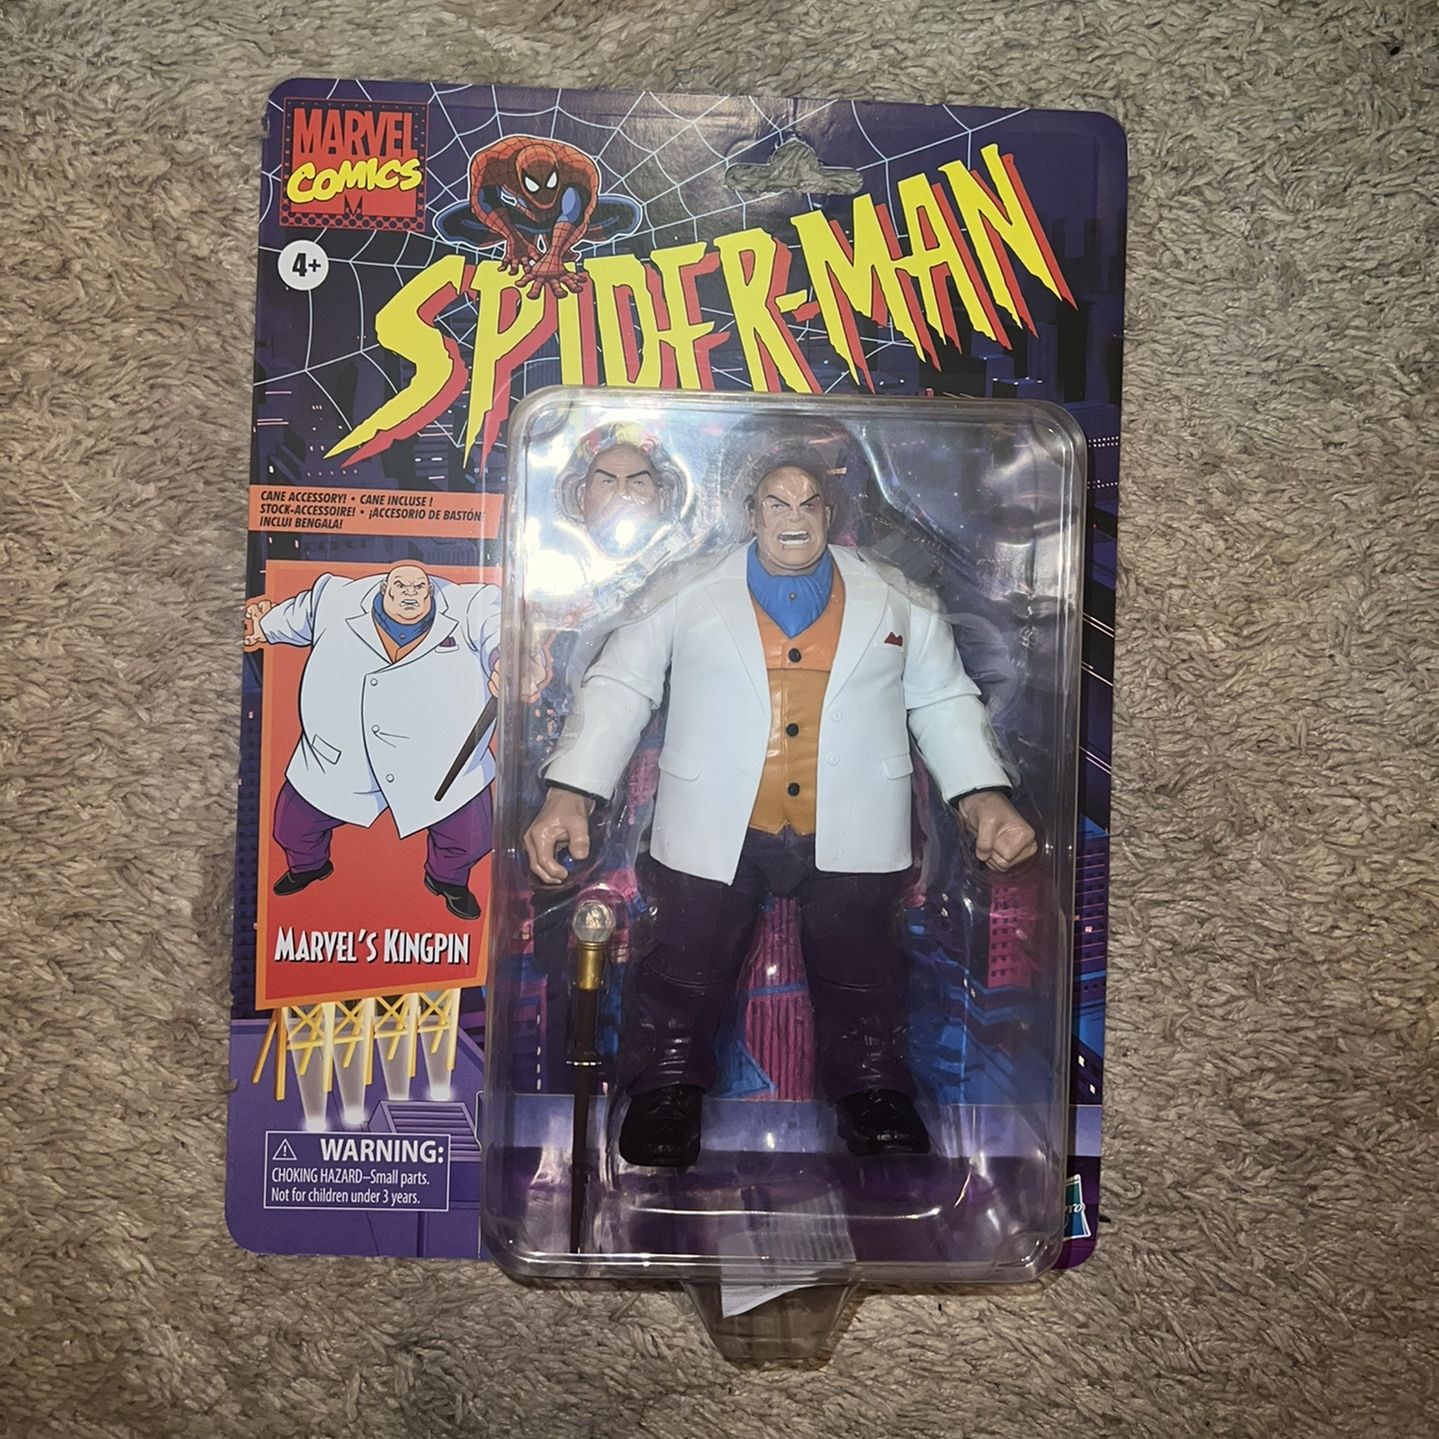 MARVEL
COMICS
4+
SPIDER-MAN
CANE ACCESSORY! • CANE INCLUSE !
STOCK-ACCESSOIRE! • ¡ACCESORIO DE BASTÓN
INCLUI BENGALA!
MARVEL'S KINGPIN
WARNING:
CHOKING HAZARD–Small parts.
Not for children under 3 years.